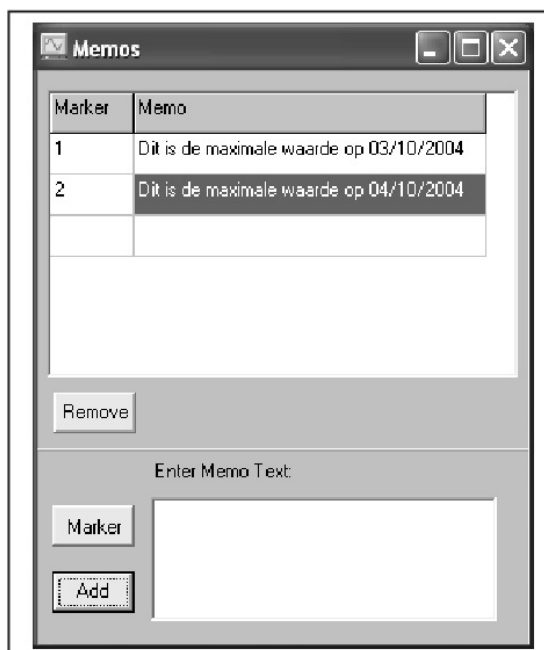 Memos
Marker Memo
1 Dit is de maximale waarde op 03/10/2004
2 Dit is de maximale waarde op 04/10/2004
Remove
Enter Memo Text:
Marker
Add